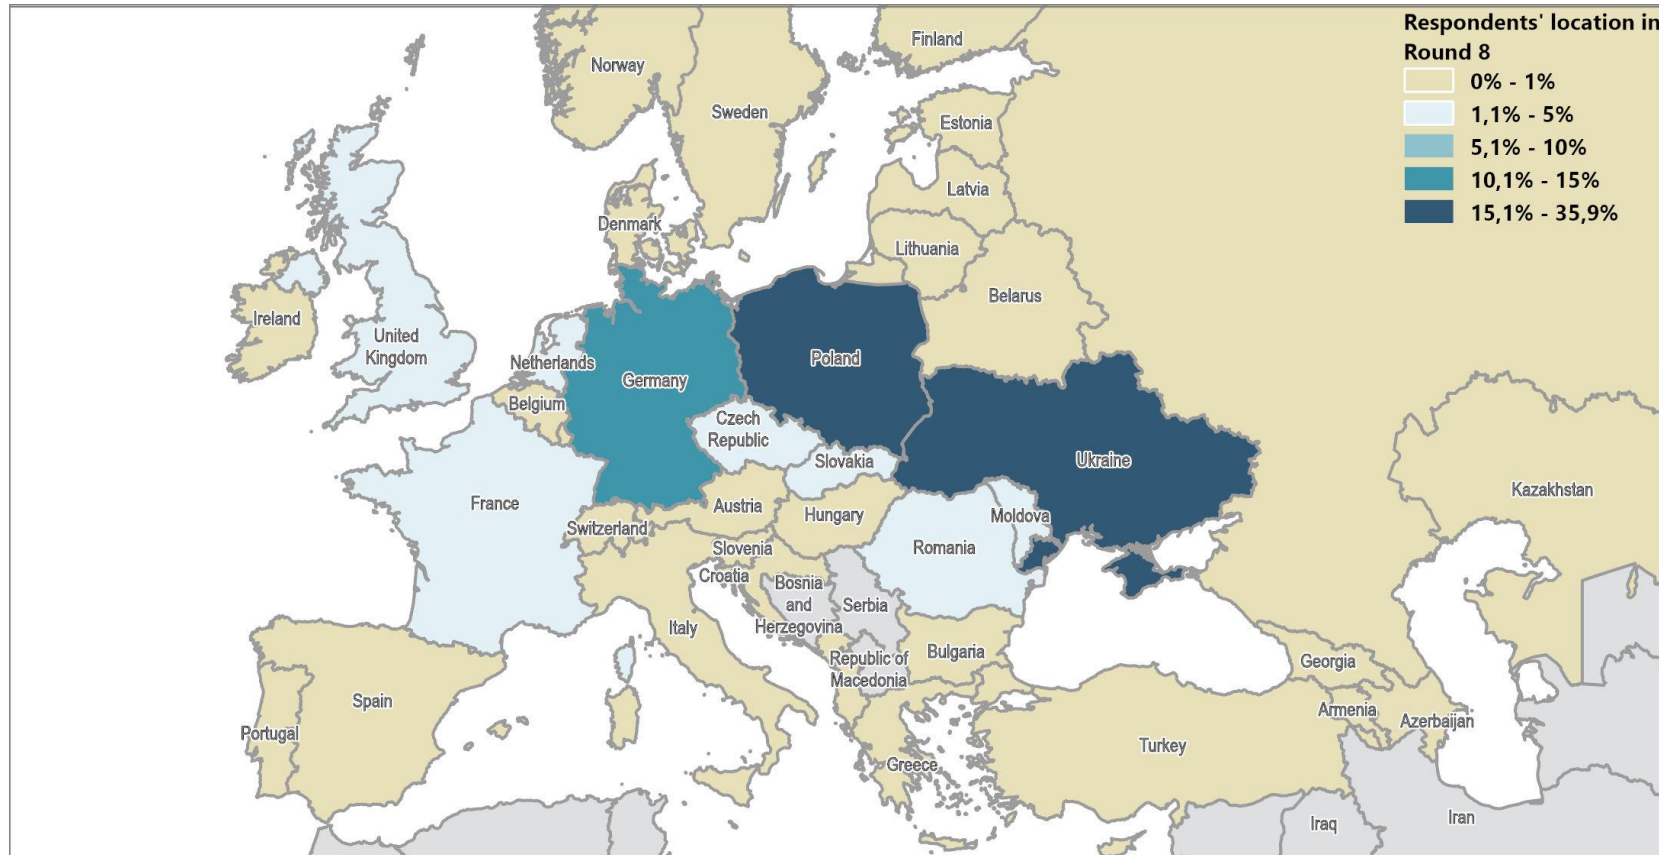 Respondents' location in
Round 8
0% - 1%
1,1% - 5%
5,1% - 10%
10,1% - 15%
15,1% - 35,9%
Finland
Norway
Sweden
Estonia
Latvia
Denmark
Lithuania
Belarus
Ireland
United
Kingdom
Netherlands
Poland
Germany
Belgium
Czech
Republic
Slovakia
Ukraine
France
Kazakhstan
Austria
Hungary
Moldova
Switzerland
Romania
Slovenia
Croatia
Bosnia
and
Herzegovina
Serbia
Italy
Bulgaria
Republic of
Macedonia
Georgia
Spain
Portugal
Armenia
Azerbaijan
Turkey
Greece
Iraq
Iran